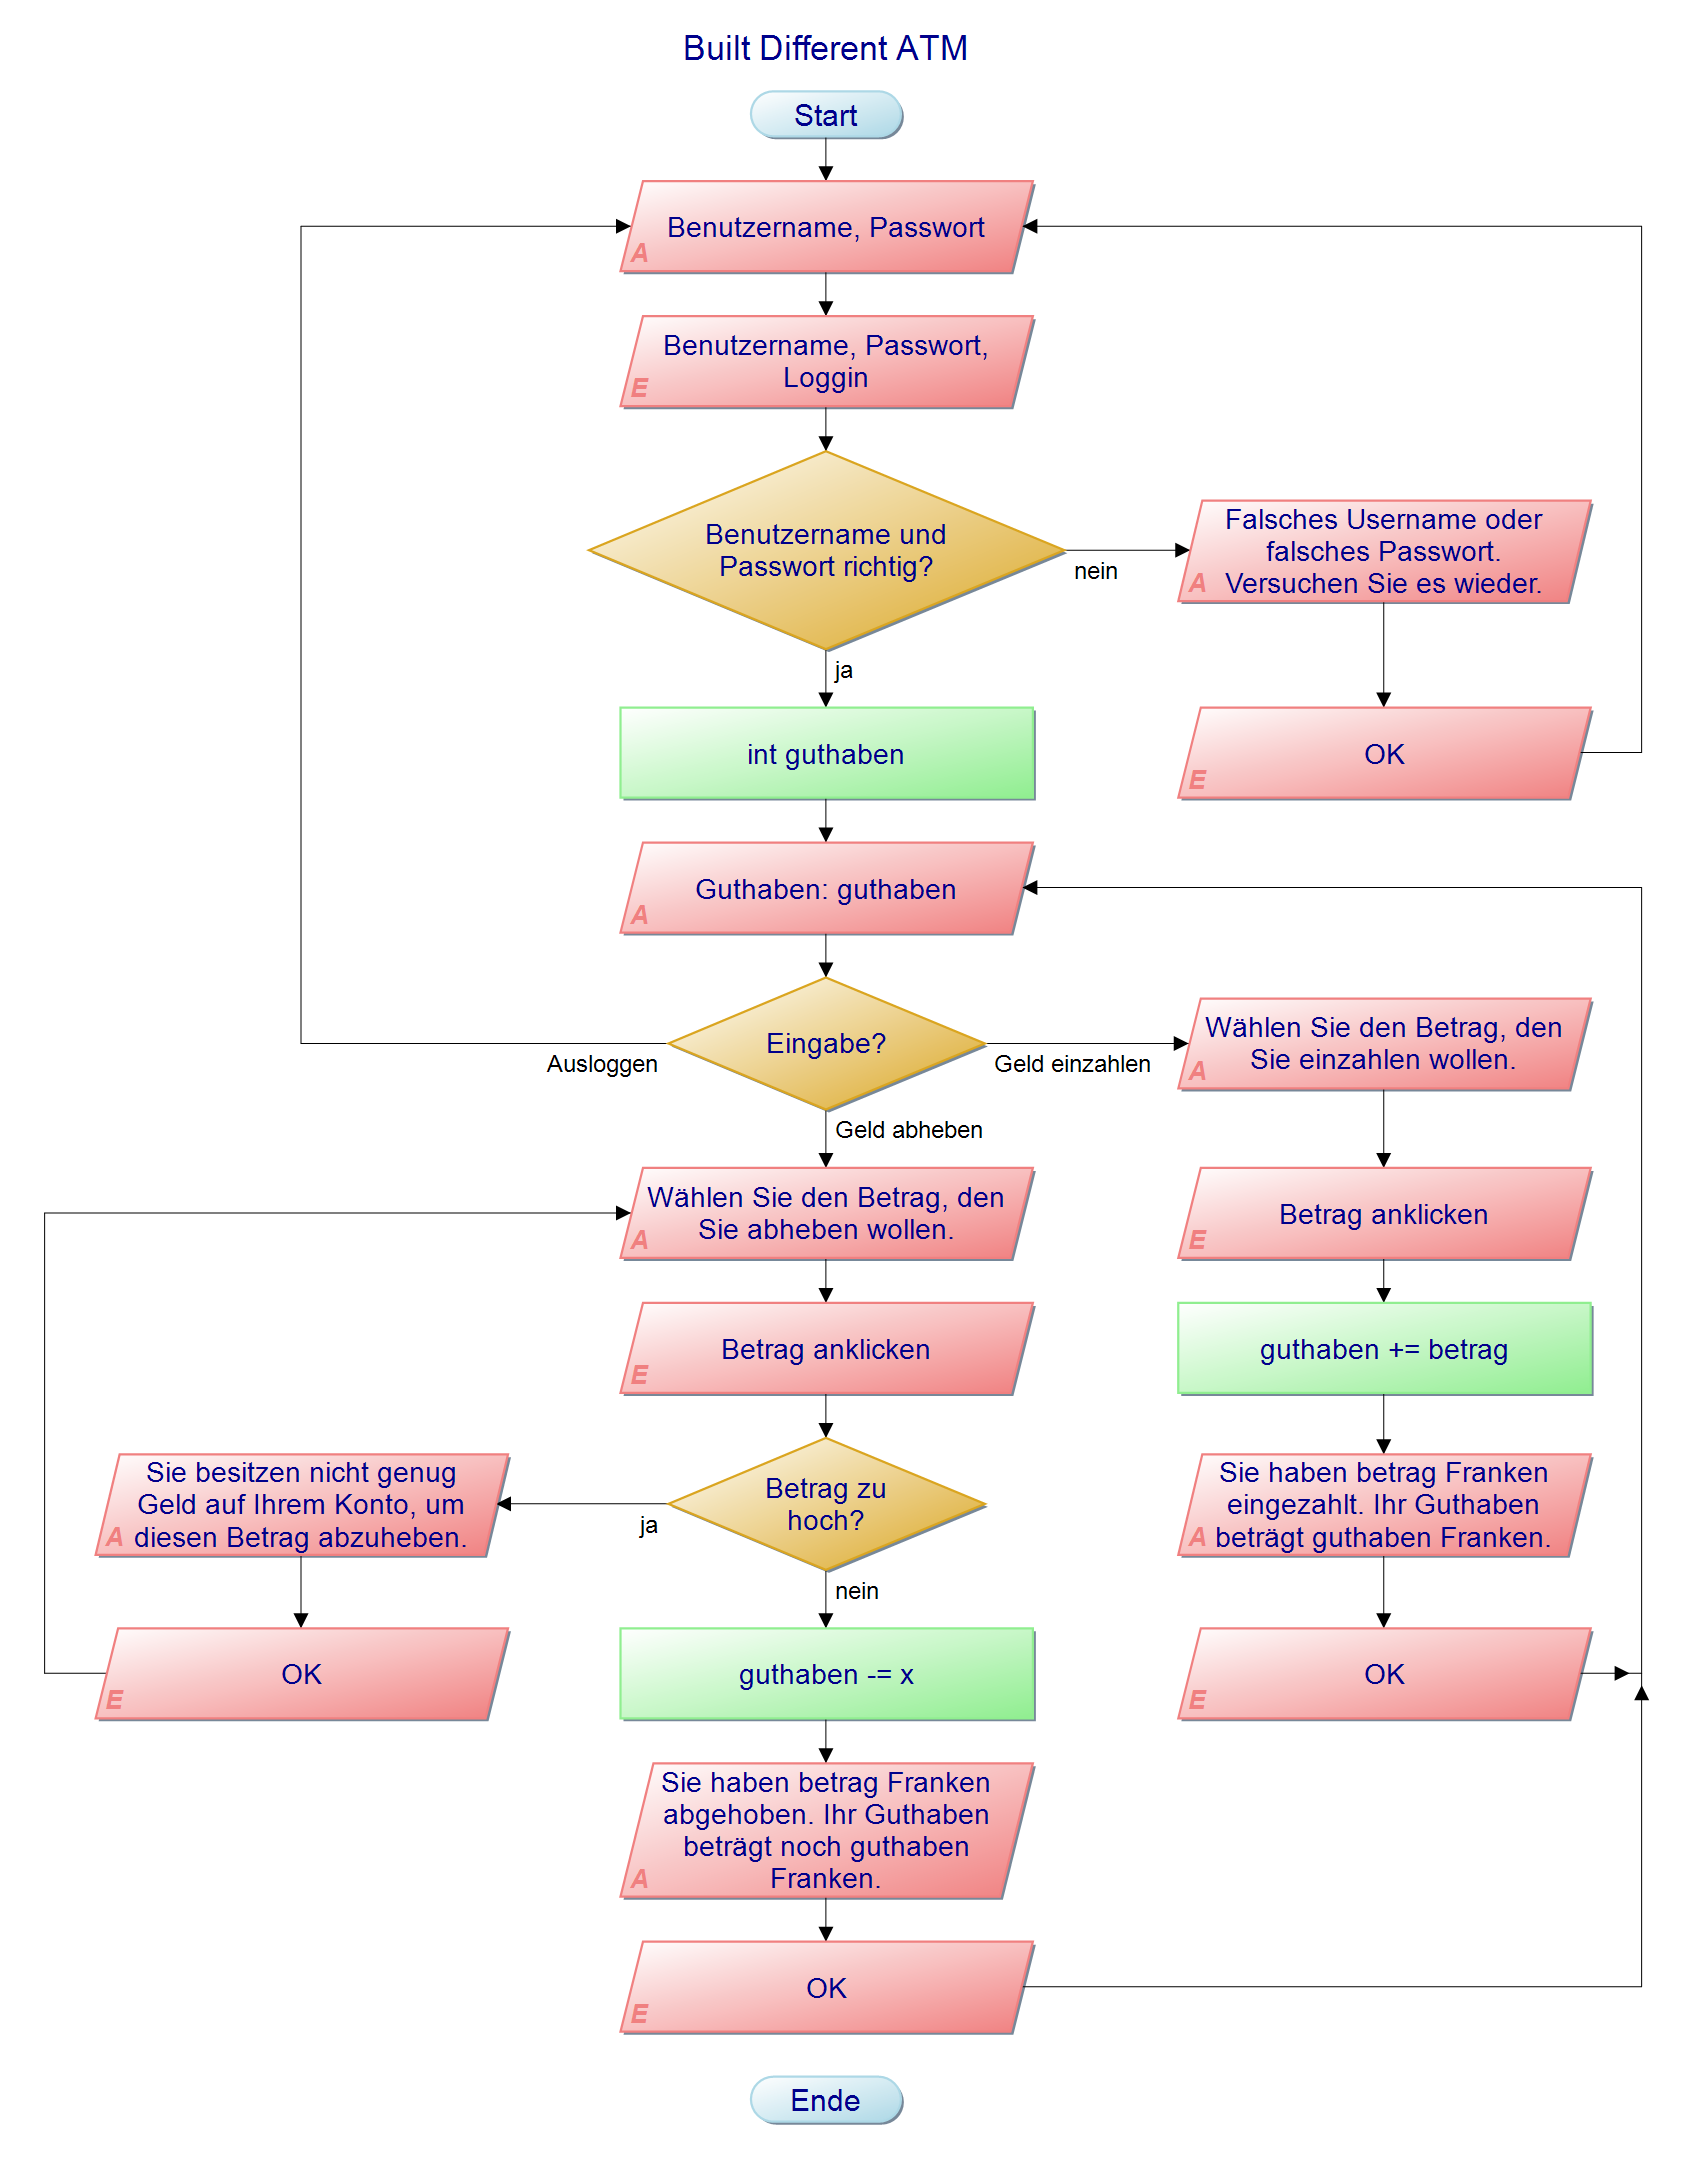 Built Different ATM
Start
Benutzername, Passwort
A
Benutzername, Passwort,
Loggin
E
Benutzername und
Passwort richtig?
nein
Falsches Username oder
falsches Passwort.
Versuchen Sie es wieder.
A
ja
int guthaben
OK
E
Guthaben: guthaben
A
Eingabe?
Ausloggen
Geld einzahlen
Geld abheben
Wählen Sie den Betrag, den
Sie einzahlen wollen.
A
Wählen Sie den Betrag, den
Sie abheben wollen.
A
Betrag anklicken
E
Betrag anklicken
E
guthaben += betrag
Betrag zu
hoch?
ja
nein
Sie besitzen nicht genug
Geld auf Ihrem Konto, um
diesen Betrag abzuheben.
A
Sie haben betrag Franken
eingezahlt. Ihr Guthaben
beträgt guthaben Franken.
A
OK
E
guthaben -= x
OK
E
Sie haben betrag Franken
abgehoben. Ihr Guthaben
beträgt noch guthaben
Franken.
A
OK
E
Ende